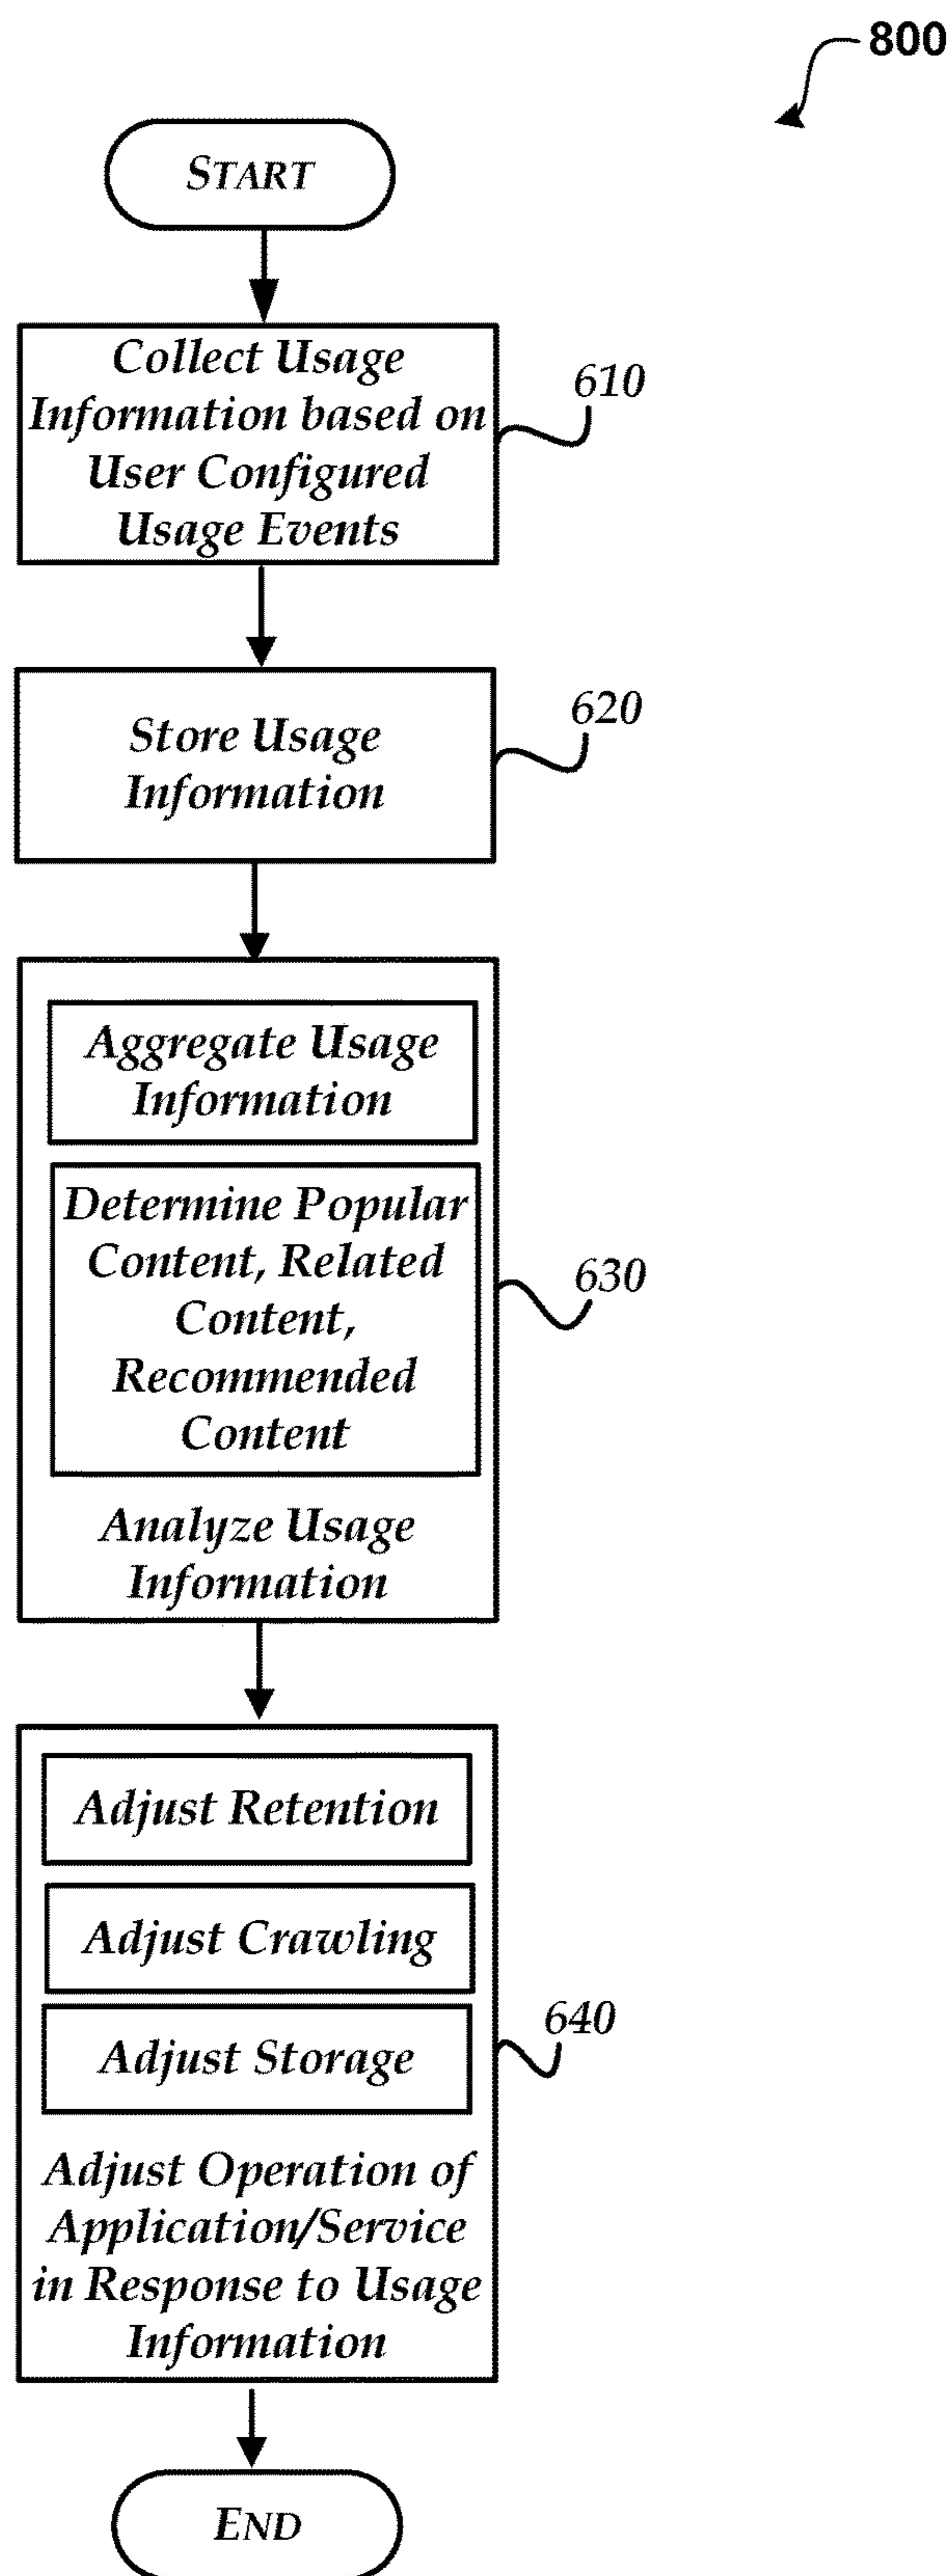 800
START
Collect Usage
Information based on
User Configured
Usage Events
610
Store Usage
Information
620
Aggregate Usage
Information
Determine Popular
Content, Related
Content,
Recommended
Content
630
Analyze Usage
Information
Adjust Retention
Adjust Crawling
Adjust Storage
640
Adjust Operation of
Application/Service
in Response to Usage
Information
END